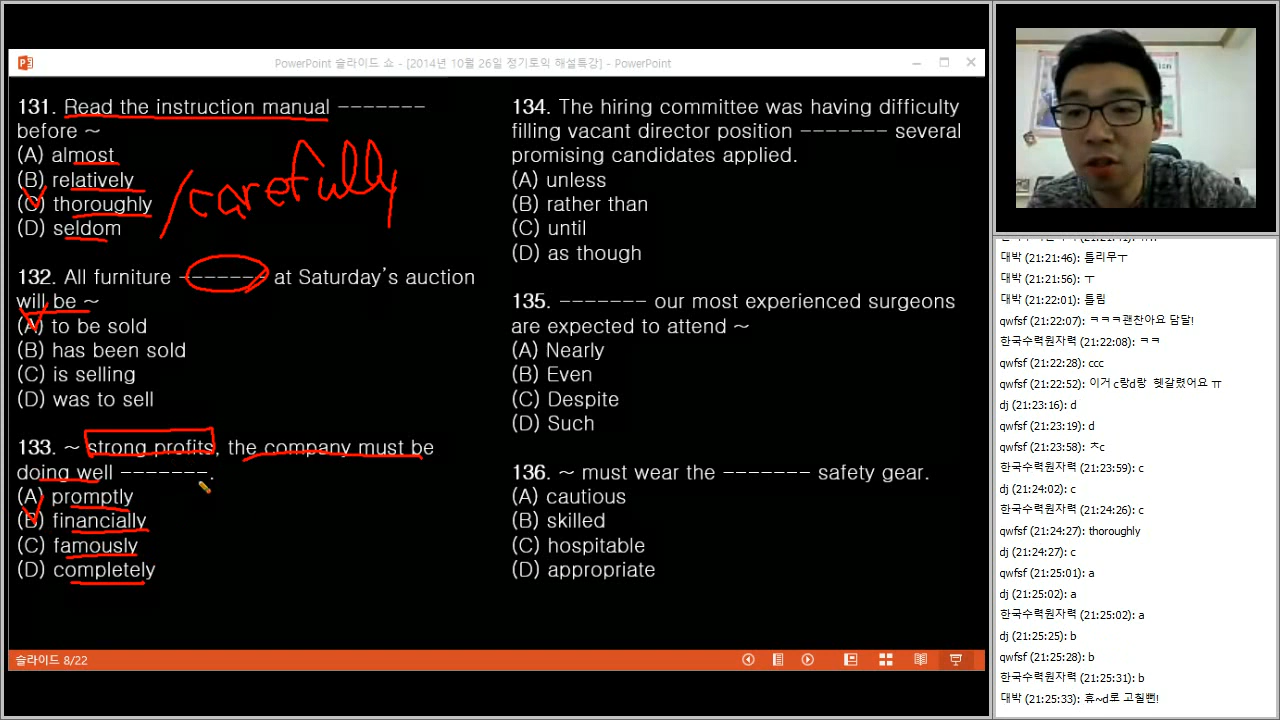 PowerPoint 슬라이드 쇼 - [2014년 10월 26일 정기토익 해설특강] - PowerPoint
131. Read the instruction manual -------
before ~
(A) almost
(B) relatively
(C) thoroughly
(D) seldom
/carefully
132. All furniture ------- at Saturday's auction
will be ~
(A) to be sold
(B) has been sold
(C) is selling
(D) was to sell
133. ~ strong profits, the company must be
doing well -------.
(A) promptly
(B) financially
(C) famously
(D) completely
134. The hiring committee was having difficulty
filling vacant director position ------- several
promising candidates applied.
(A) unless
(B) rather than
(C) until
(D) as though
135. ------- our most experienced surgeons
are expected to attend ~
(A) Nearly
(B) Even
(C) Despite
(D) Such
136. ~ must wear the ------- safety gear.
(A) cautious
(B) skilled
(C) hospitable
(D) appropriate
슬라이드 8/22
대박 (21:21:46): 틀리무ㅜ
대박 (21:21:56): ㅜ
대박 (21:22:01): 틀림
qwfsf (21:22:07): ㅋㅋㅋ괜찬아요 담달!
한국수력원자력 (21:22:08): ㅋㅋ
qwfsf (21:22:28): ccc
qwfsf (21:22:52): 이거 c랑d랑 헷갈렸어요 ㅠ
dj (21:23:16): d
qwfsf (21:23:19): d
qwfsf (21:23:58): ㅊc
한국수력원자력 (21:23:59): c
dj (21:24:02): c
한국수력원자력 (21:24:26): c
qwfsf (21:24:27): thoroughly
dj (21:24:27): c
qwfsf (21:25:01): a
dj (21:25:02): a
한국수력원자력 (21:25:02): a
dj (21:25:25): b
qwfsf (21:25:28): b
한국수력원자력 (21:25:31): b
대박 (21:25:33): 휴~d로 고칠뻔!